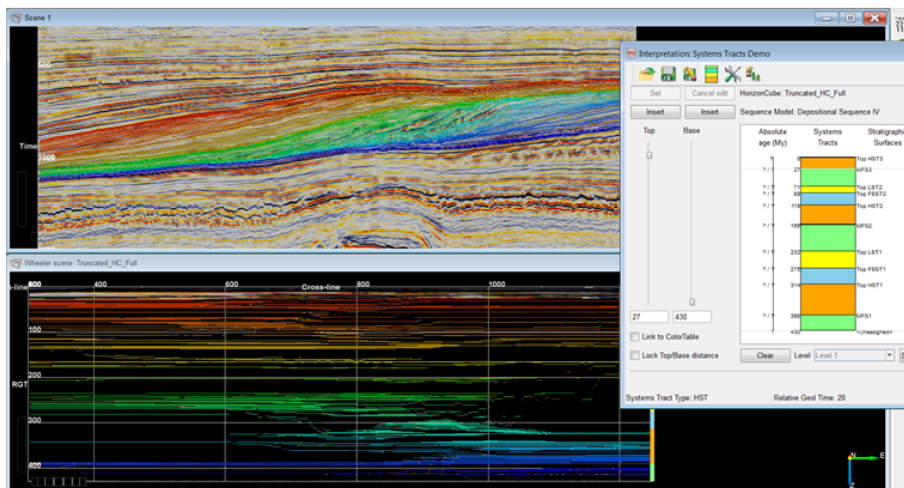 Scene 1
Time
1000
Wheeler scene: Truncated_HC_Full
400
600
Cross-line
1000
100
200
RGT
300
400
N
E
Z
Interpretation: Systems Tracts Demo
Set
Cancel edit
HorizonCube: Truncated_HC_Full
Insert
Insert
Sequence Model: Depositional Sequence IV
Top
Base
Absolute
age (My)
Systems
Tracts
Stratigraphic
Surfaces
0
Top HST3
27
MFS3
71
Top LST2
88
Top FSST2
Top HST2
MFS2
232
Top LST1
Top FSST1
314
Top HST1
MFS1
430
<Unassigned>
27
430
Link to ColorTable
Lock Top/Base distance
Clear
Level
Level 1
Systems Tract Type: HST
Relative Geol Time: 20